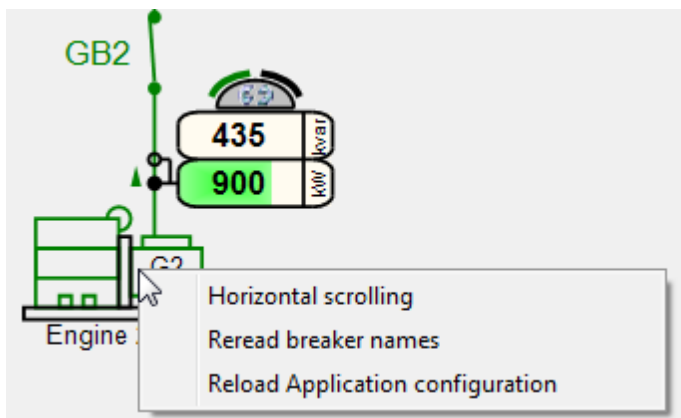 GB2
435 kvar
900 kW
G2
Engine
Horizontal scrolling
Reread breaker names
Reload Application configuration